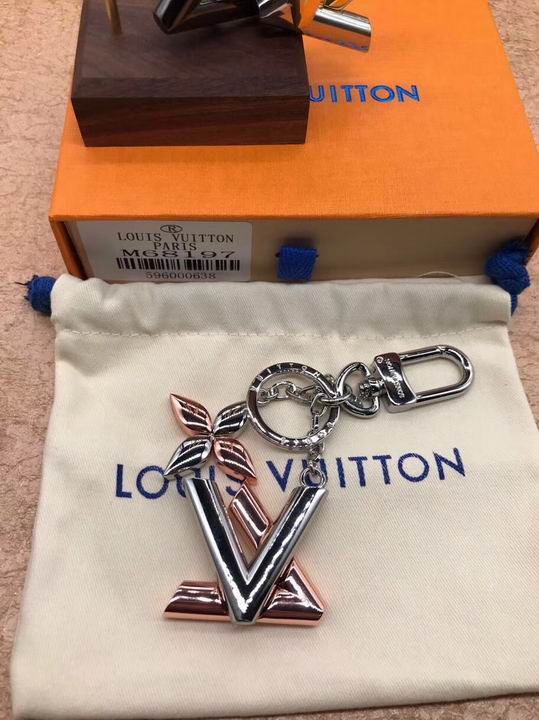 UITTON
®
LOUIS VUITTON
PARIS
M68197
596000638
LOUIS VUITTON